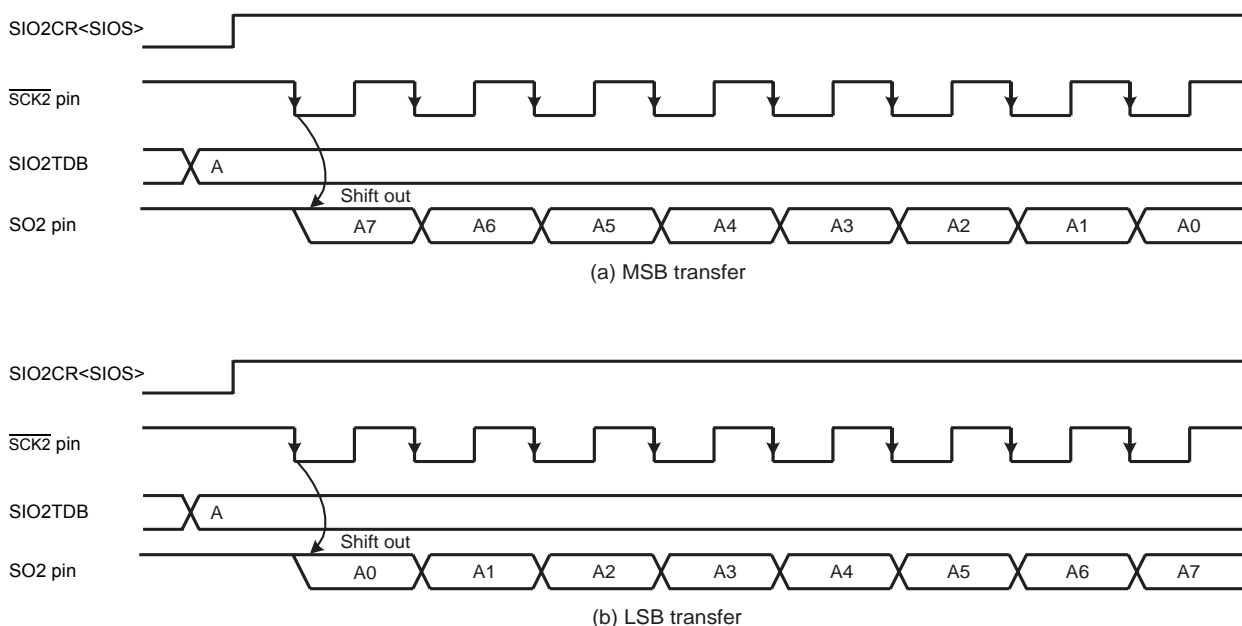 SIO2CR<SIOS>
SCK2 pin
SIO2TDB
A
Shift out
SO2 pin
A7 A6 A5 A4 A3 A2 A1 A0
(a) MSB transfer
SIO2CR<SIOS>
SCK2 pin
SIO2TDB
A
Shift out
SO2 pin
A0 A1 A2 A3 A4 A5 A6 A7
(b) LSB transfer